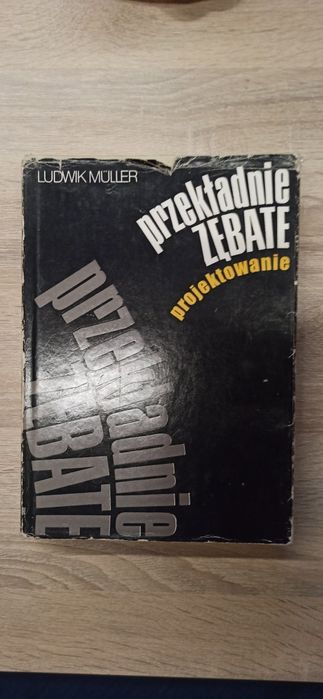 LUDWIK MÜLLER
przekładnie
ZĘBATE
projektowanie
przekładnie
ZĘBATE